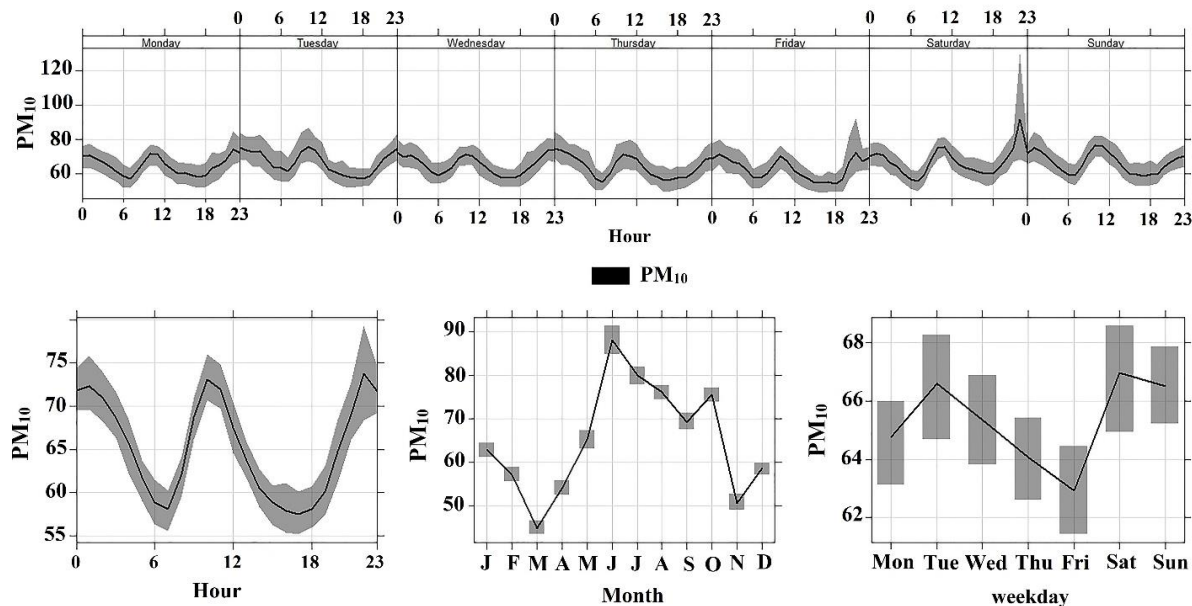 0 6 12 18 23 0 6 12 18 23 0 6 12 18 23
Monday Tuesday Wednesday Thursday Friday Saturday Sunday
120
100
80
60
PM10
0 6 12 18 23 0 6 12 18 23 0 6 12 18 23 0 6 12 18 23
Hour
PM10
75
70
65
60
55
PM10
0 6 12 18 23
Hour
90
80
70
60
50
PM10
J F M A M J J A S O N D
Month
68
66
64
62
PM10
Mon Tue Wed Thu Fri Sat Sun
weekday